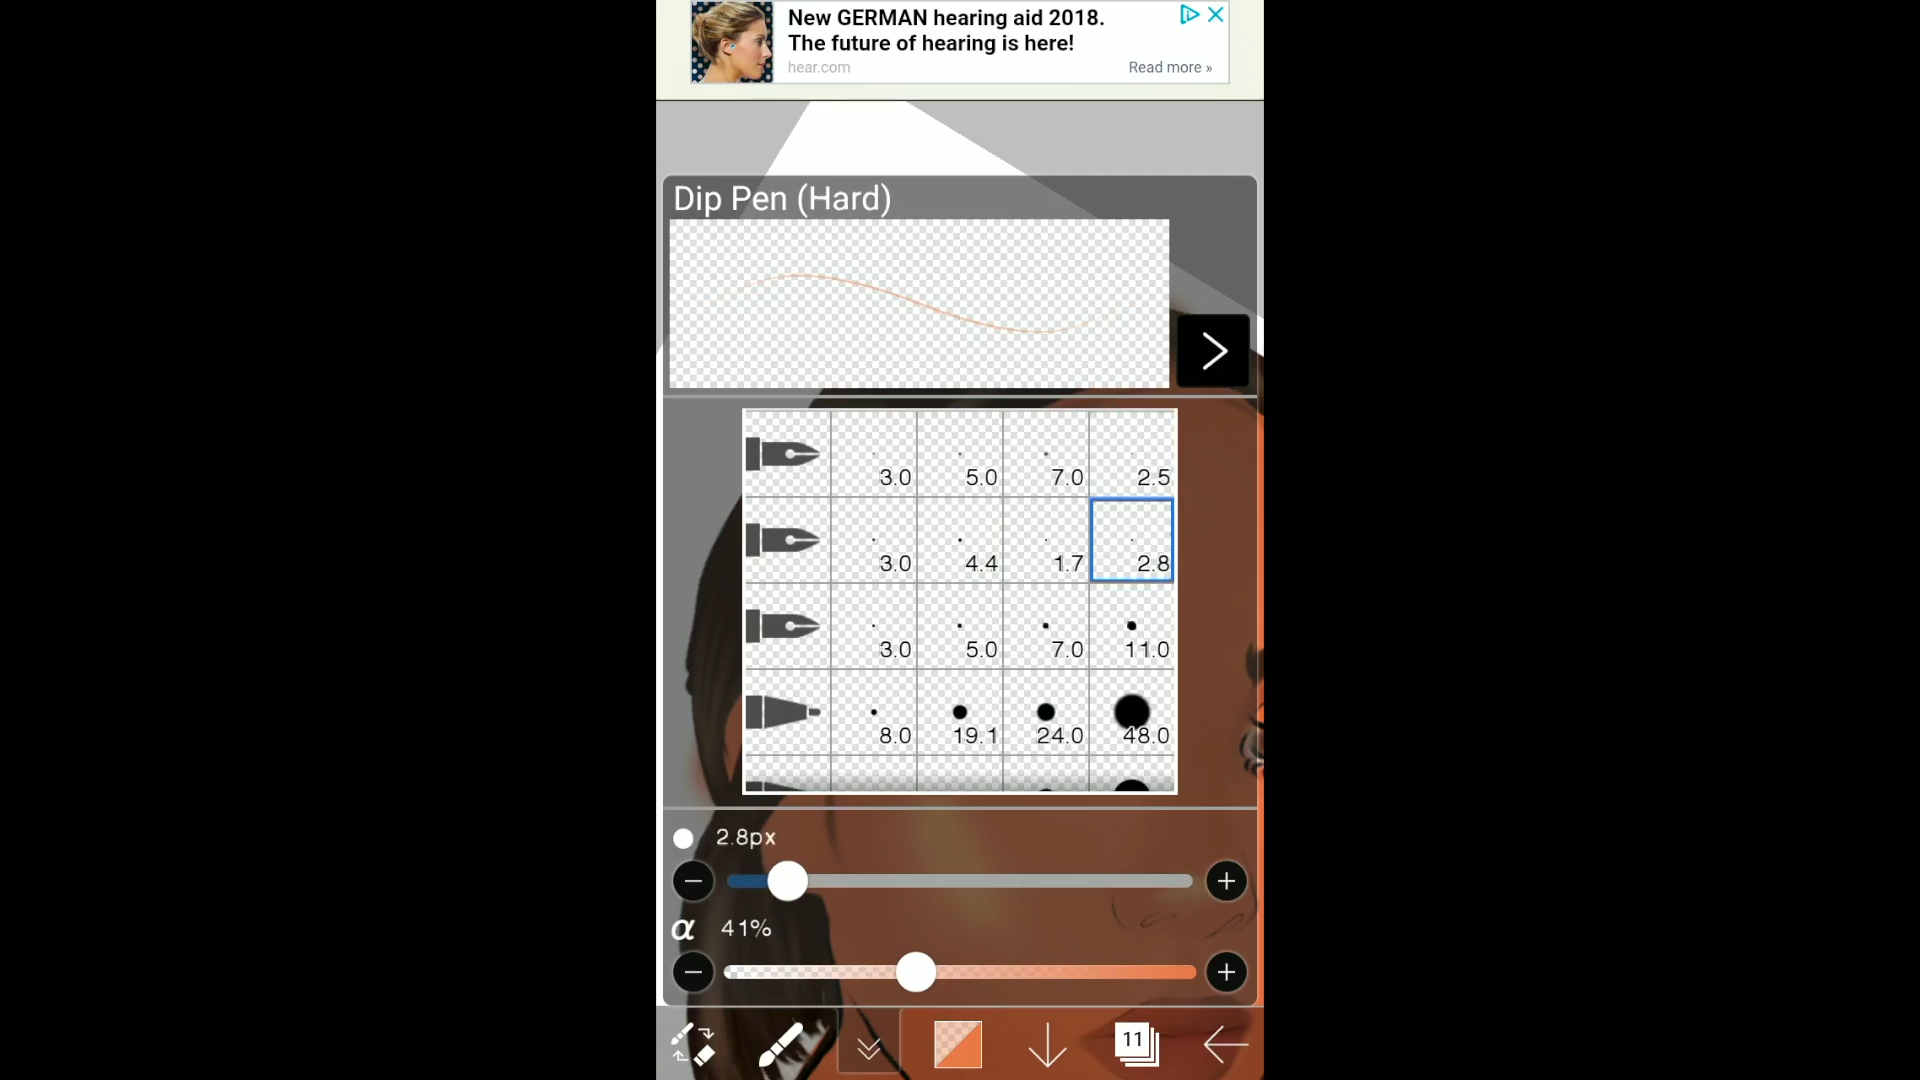 New GERMAN hearing aid 2018.
The future of hearing is here!
hear.com
Read more »
Dip Pen (Hard)
3.0 5.0 7.0 2.5
3.0 4.4 1.7 2.8
3.0 5.0 7.0 11.0
8.0 19.1 24.0 48.0
2.8px
α 41%
11